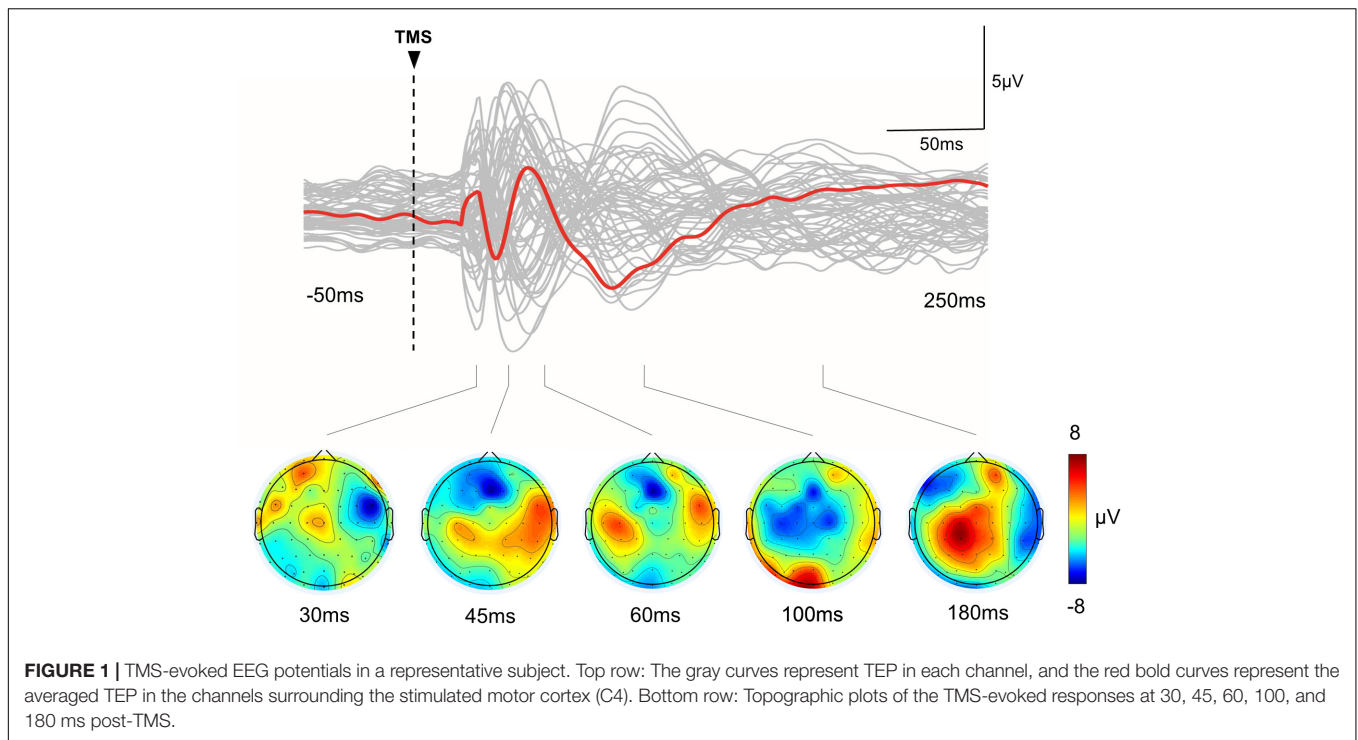 TMS
5µV
50ms
-50ms
250ms
8
µV
-8
30ms
45ms
60ms
100ms
180ms
FIGURE 1 | TMS-evoked EEG potentials in a representative subject. Top row: The gray curves represent TEP in each channel, and the red bold curves represent the
averaged TEP in the channels surrounding the stimulated motor cortex (C4). Bottom row: Topographic plots of the TMS-evoked responses at 30, 45, 60, 100, and
180 ms post-TMS.